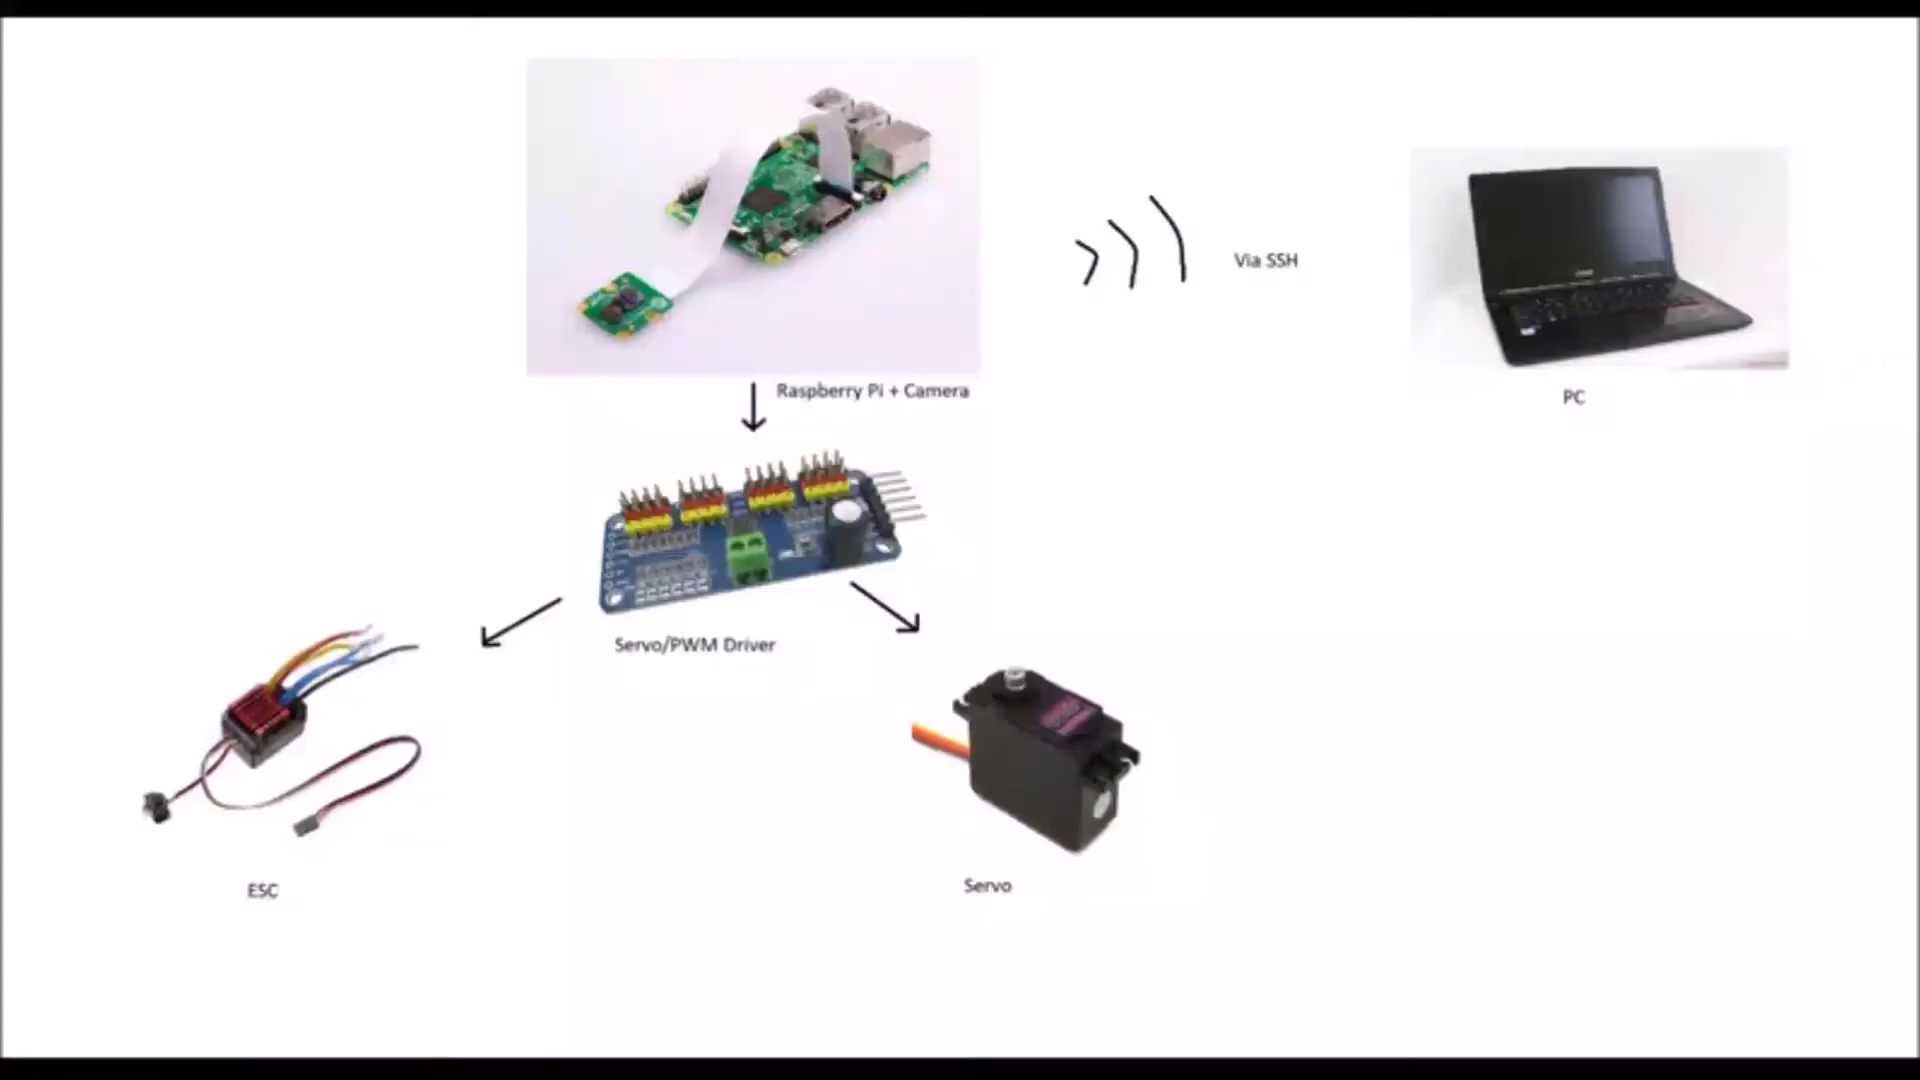 Via SSH
Raspberry Pi + Camera
PC
Servo/PWM Driver
Servo
ESC